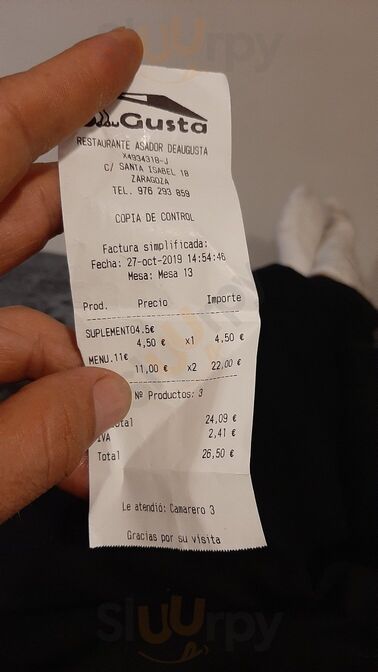 Sluurpy
Gusta
RESTAURANTE ASADOR DEAUGUSTA
X4934318-J
C/ SANTA ISABEL 18
ZARAGOZA
TEL. 976 293 859
COPIA DE CONTROL
Factura simplificada:
Fecha: 27-oct-2019 14:54:46
Mesa: Mesa 13
Prod. Precio Importe
SUPLEMENTO4.5€
4,50 € x1 4,50 €
MENU.11€
11,00 € x2 22,00 €
Nº Productos: 3
24,09 €
IVA 2,41 €
Total 26,50 €
Le atendió: Camarero 3
Gracias por su visita
Sluurpy